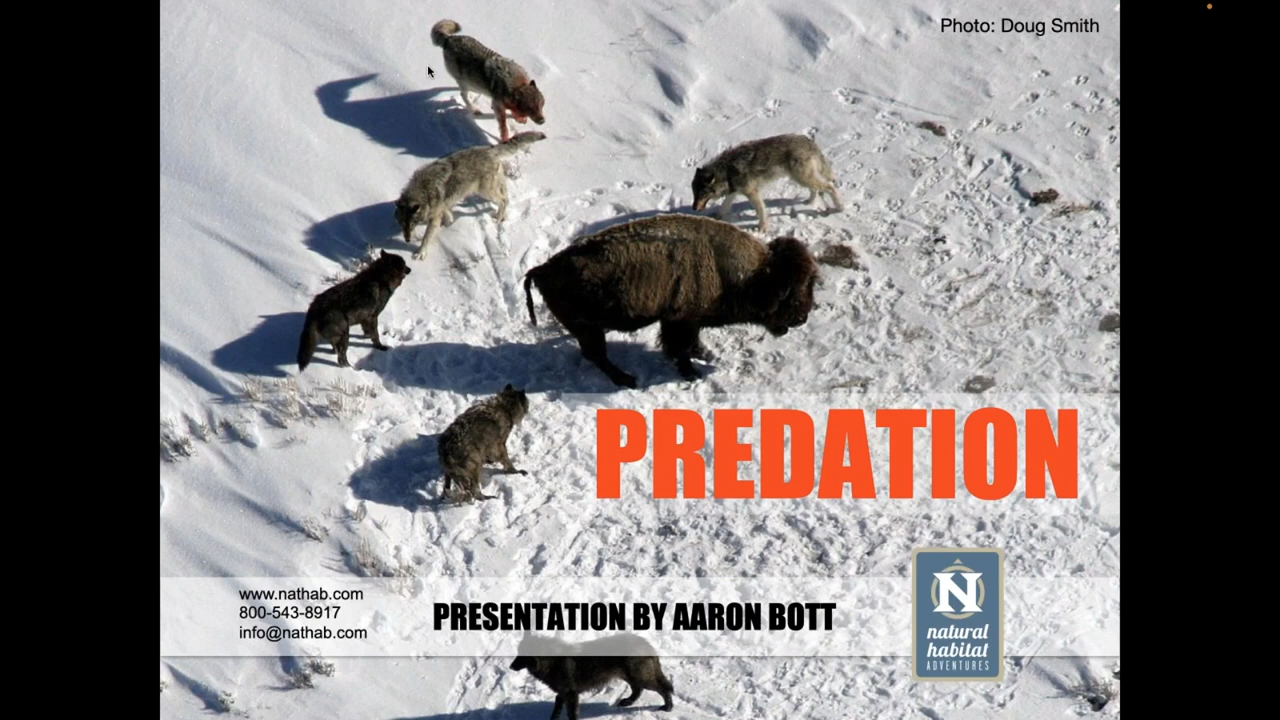 Photo: Doug Smith
PREDATION
www.nathab.com
800-543-8917
info@nathab.com
PRESENTATION BY AARON BOTT
N
natural
habitat
ADVENTURES